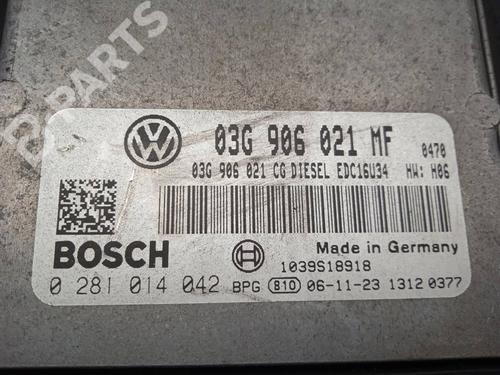 B-PARTS
03G 906 021 MF 0470
03G 906 021 CG DIESEL EDC16U34 HW: H06
BOSCH
Made in Germany
1039S18918
0 281 014 042 BPG B10 06-11-23 1312 0377